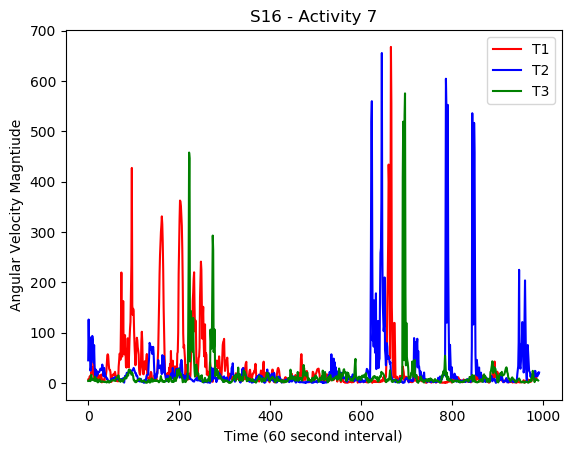 S16 - Activity 7
700
600
500
400
300
200
100
0
Angular Velocity Magntiude
T1
T2
T3
0 200 400 600 800 1000
Time (60 second interval)